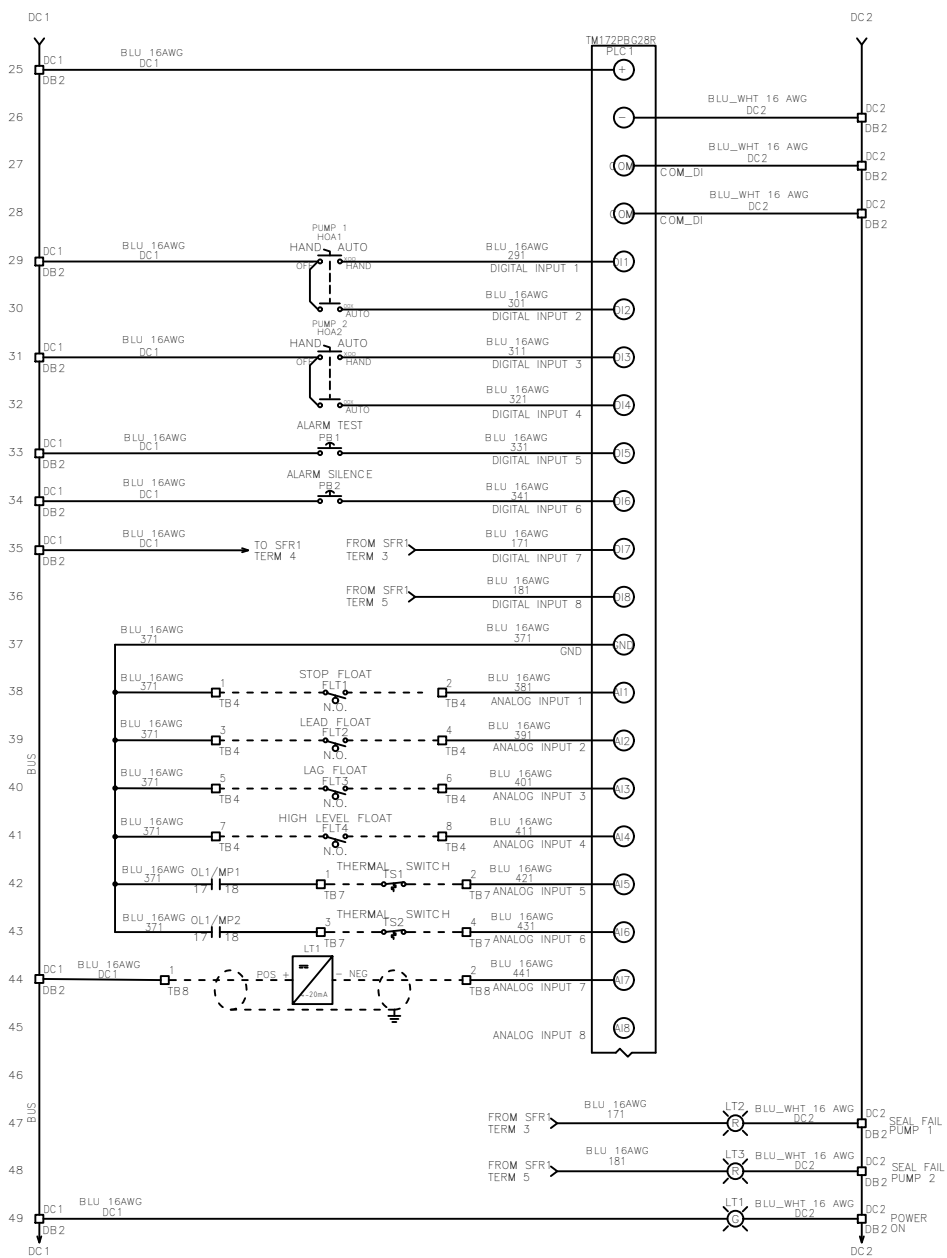 DC1
DC2
TM172PBG28R
PLC1
25
DC1
DB2
BLU 16AWG
DC1
+
26
−
BLU_WHT 16 AWG
DC2
DC2
DB2
27
COM
COM_DI
BLU_WHT 16 AWG
DC2
DC2
DB2
28
COM
COM_DI
BLU_WHT 16 AWG
DC2
DC2
DB2
29
DC1
DB2
BLU 16AWG
DC1
PUMP 1
HOA1
HAND AUTO
OFF
XOO
HAND
BLU 16AWG
291
DIGITAL INPUT 1
DI1
30
OOX
AUTO
BLU 16AWG
301
DIGITAL INPUT 2
DI2
31
DC1
DB2
BLU 16AWG
DC1
PUMP 2
HOA2
HAND AUTO
OFF
XOO
HAND
BLU 16AWG
311
DIGITAL INPUT 3
DI3
32
OOX
AUTO
BLU 16AWG
321
DIGITAL INPUT 4
DI4
33
DC1
DB2
BLU 16AWG
DC1
ALARM TEST
PB1
BLU 16AWG
331
DIGITAL INPUT 5
DI5
34
DC1
DB2
BLU 16AWG
DC1
ALARM SILENCE
PB2
BLU 16AWG
341
DIGITAL INPUT 6
DI6
35
DC1
DB2
BLU 16AWG
DC1
TO SFR1
TERM 4
FROM SFR1
TERM 3
BLU 16AWG
171
DIGITAL INPUT 7
DI7
36
FROM SFR1
TERM 5
BLU 16AWG
181
DIGITAL INPUT 8
DI8
37
BLU 16AWG
371
BLU 16AWG
371
GND
GND
38
BLU 16AWG
371
1
TB4
STOP FLOAT
FLT1
N.O.
2
TB4
BLU 16AWG
381
ANALOG INPUT 1
AI1
39
BLU 16AWG
371
3
TB4
LEAD FLOAT
FLT2
N.O.
4
TB4
BLU 16AWG
391
ANALOG INPUT 2
AI2
BUS
40
BLU 16AWG
371
5
TB4
LAG FLOAT
FLT3
N.O.
6
TB4
BLU 16AWG
401
ANALOG INPUT 3
AI3
41
BLU 16AWG
371
7
TB4
HIGH LEVEL FLOAT
FLT4
N.O.
8
TB4
BLU 16AWG
411
ANALOG INPUT 4
AI4
42
BLU 16AWG
371
OL1/MP1
17 18
1
TB7
THERMAL SWITCH
TS1
2
TB7
BLU 16AWG
421
ANALOG INPUT 5
AI5
43
BLU 16AWG
371
OL1/MP2
17 18
3
TB7
THERMAL SWITCH
TS2
4
TB7
BLU 16AWG
431
ANALOG INPUT 6
AI6
44
DC1
DB2
BLU 16AWG
DC1
1
TB8
POS +
LT1
4-20mA
− NEG
2
TB8
BLU 16AWG
441
ANALOG INPUT 7
AI7
45
ANALOG INPUT 8
AI8
46
BUS
47
FROM SFR1
TERM 3
BLU 16AWG
171
LT2
R
BLU_WHT 16 AWG
DC2
DC2
DB2
SEAL FAIL
PUMP 1
48
FROM SFR1
TERM 5
BLU 16AWG
181
LT3
R
BLU_WHT 16 AWG
DC2
DC2
DB2
SEAL FAIL
PUMP 2
49
DC1
DB2
BLU 16AWG
DC1
LT1
G
BLU_WHT 16 AWG
DC2
DC2
DB2
POWER
ON
DC1
DC2